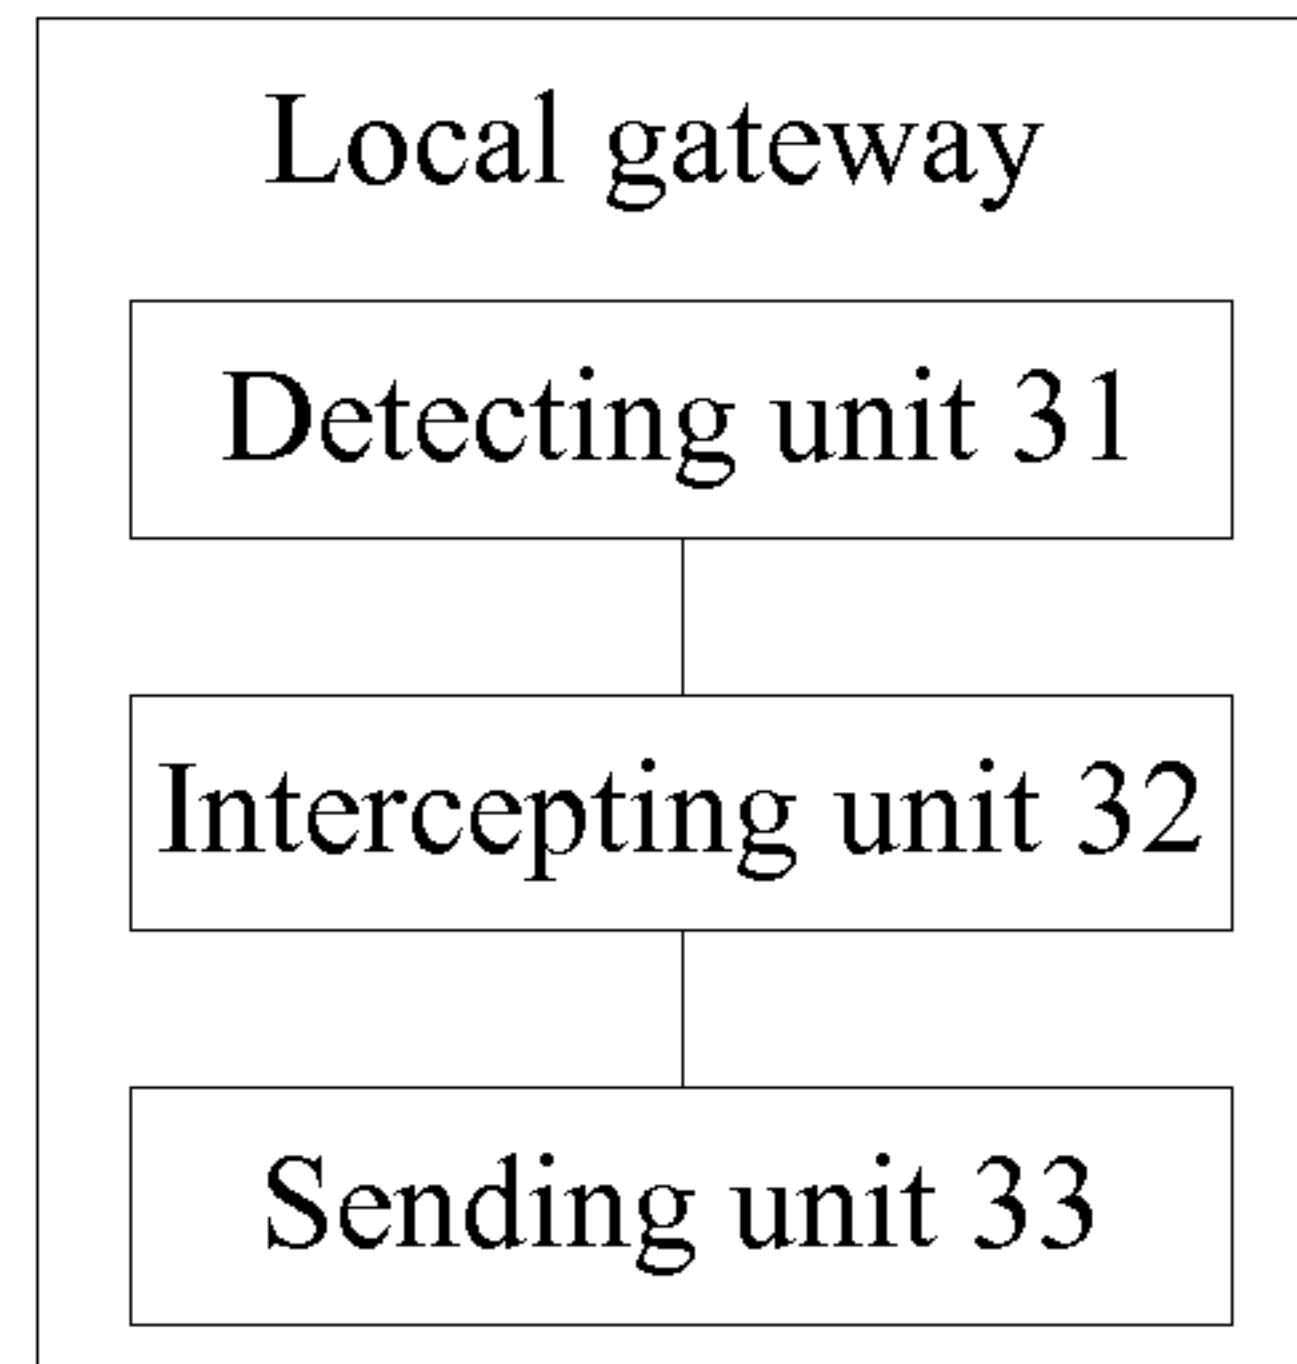 Local gateway
Detecting unit 31
Intercepting unit 32
Sending unit 33